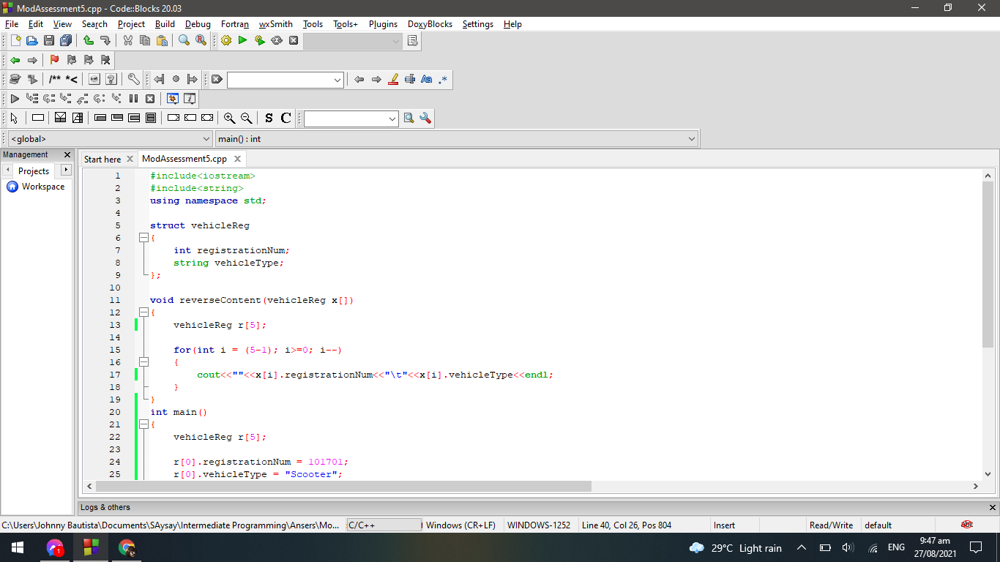 ModAssessment5.cpp - Code::Blocks 20.03
File Edit View Search Project Build Debug Fortran wxSmith Tools Tools+ Plugins DoxyBlocks Settings Help
/** *<
Aa .*
S C
<global> main() : int
Management
Projects
Workspace
Start here ModAssessment5.cpp
1 #include<iostream>
2 #include<string>
3 using namespace std;
4
5 struct vehicleReg
6 {
7 int registrationNum;
8 string vehicleType;
9 };
10
11 void reverseContent(vehicleReg x[])
12 {
13 vehicleReg r[5];
14
15 for(int i = (5-1); i>=0; i--)
16 {
17 cout<<""<<x[i].registrationNum<<"\t"<<x[i].vehicleType<<endl;
18 }
19 }
20 int main()
21 {
22 vehicleReg r[5];
23
24 r[0].registrationNum = 101701;
25 r[0].vehicleType = "Scooter";
Logs & others
C:\Users\Johnny Bautista\Documents\SAysay\Intermediate Programming\Ansers\Mo... C/C++ Windows (CR+LF) WINDOWS-1252 Line 40, Col 26, Pos 804 Insert Read/Write default abc
1 29°C Light rain ENG 9:47 am
27/08/2021